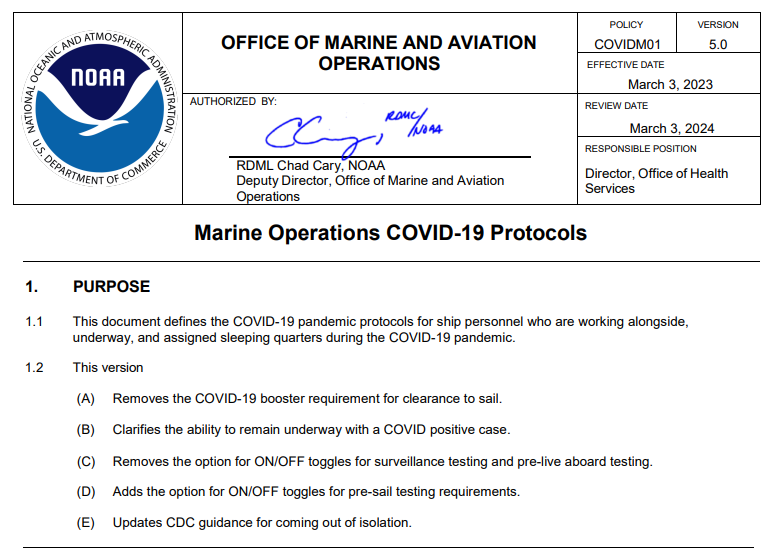 NATIONAL OCEANIC AND ATMOSPHERIC ADMINISTRATION
NOAA
U.S. DEPARTMENT OF COMMERCE
OFFICE OF MARINE AND AVIATION
OPERATIONS
POLICY
COVIDM01
VERSION
5.0
EFFECTIVE DATE
March 3, 2023
AUTHORIZED BY:
RDMC/
NOAA
RDML Chad Cary, NOAA
Deputy Director, Office of Marine and Aviation
Operations
REVIEW DATE
March 3, 2024
RESPONSIBLE POSITION
Director, Office of Health
Services
Marine Operations COVID-19 Protocols
1. PURPOSE
1.1 This document defines the COVID-19 pandemic protocols for ship personnel who are working alongside,
underway, and assigned sleeping quarters during the COVID-19 pandemic.
1.2 This version
(A) Removes the COVID-19 booster requirement for clearance to sail.
(B) Clarifies the ability to remain underway with a COVID positive case.
(C) Removes the option for ON/OFF toggles for surveillance testing and pre-live aboard testing.
(D) Adds the option for ON/OFF toggles for pre-sail testing requirements.
(E) Updates CDC guidance for coming out of isolation.